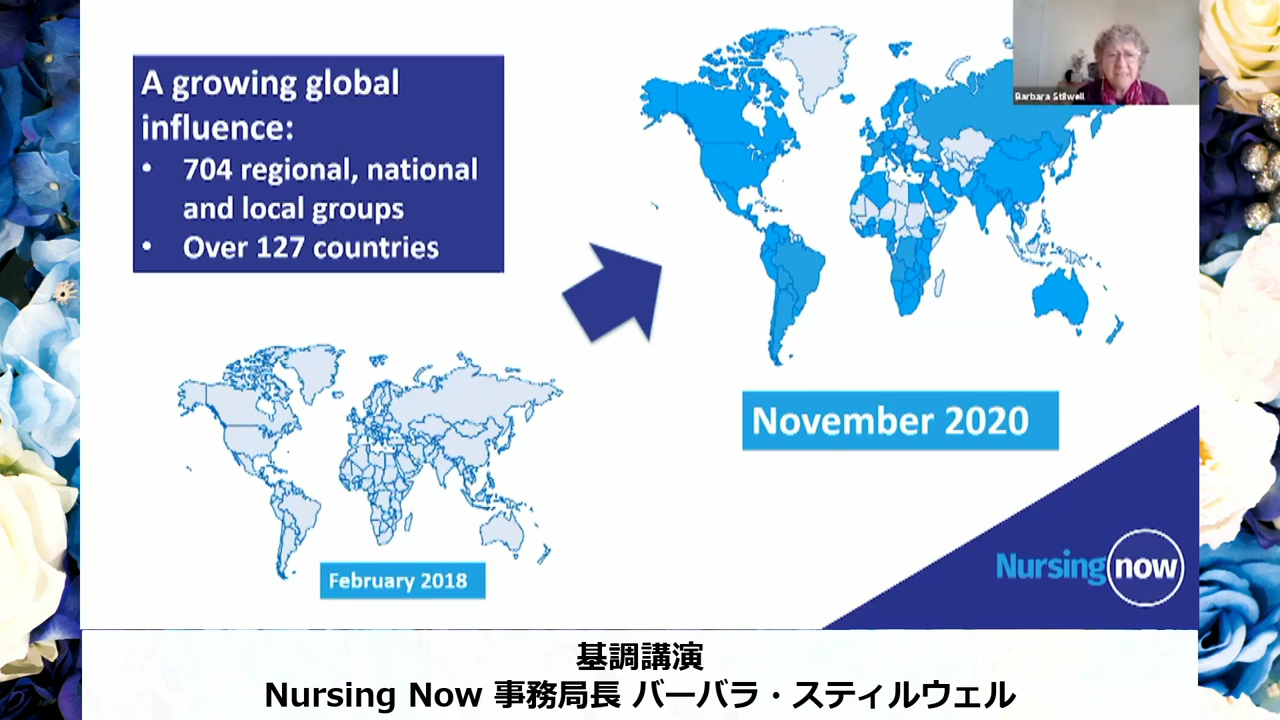 A growing global
influence:
• 704 regional, national
and local groups
• Over 127 countries
Barbara Stilwell
November 2020
February 2018
Nursing now
基調講演
Nursing Now 事務局長 バーバラ・スティルウェル